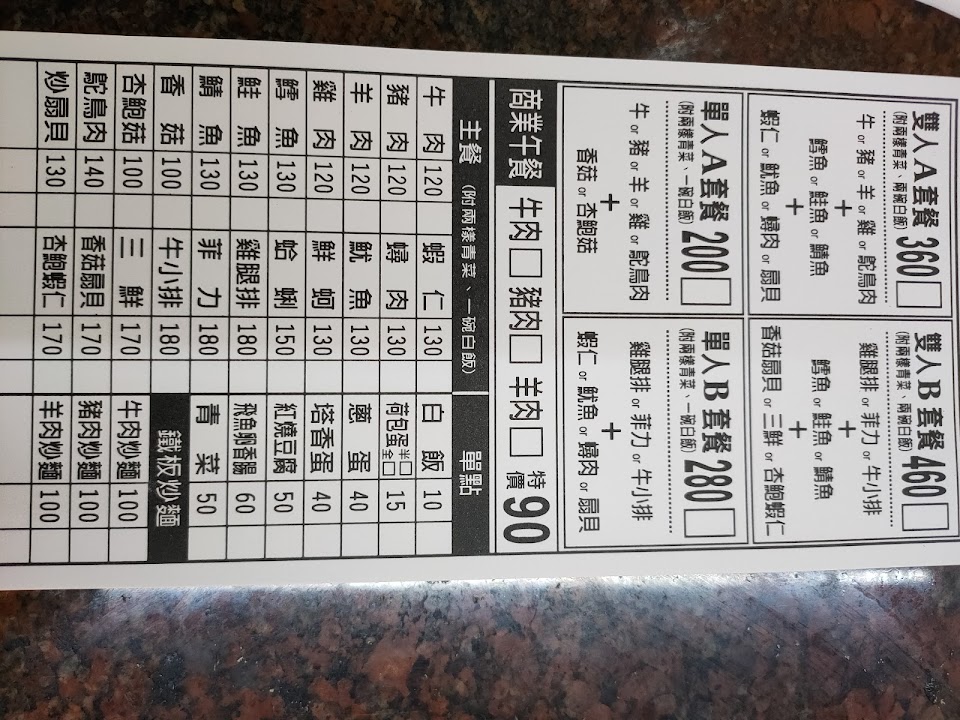 雙人A套餐 360□
(附兩樣青菜、兩碗白飯)
牛 or 豬 or 羊 or 雞 or 鴕鳥肉
+
鱈魚 or 鮭魚 or 鯖魚
+
蝦仁 or 魷魚 or 蟳肉 or 扇貝
雙人B套餐 460□
(附兩樣青菜、兩碗白飯)
雞腿排 or 菲力 or 牛小排
+
鱈魚 or 鮭魚 or 鯖魚
+
香菇扇貝 or 三鮮 or 杏鮑蝦仁
單人A套餐 200□
(附兩樣青菜、一碗白飯)
牛 or 豬 or 羊 or 雞 or 鴕鳥肉
+
香菇 or 杏鮑菇
單人B套餐 280□
(附兩樣青菜、一碗白飯)
雞腿排 or 菲力 or 牛小排
+
蝦仁 or 魷魚 or 蟳肉 or 扇貝
商業午餐 牛肉□ 豬肉□ 羊肉□ 特價90
主餐 (附兩樣青菜、一碗白飯) 單點
牛肉 120 蝦仁 130 白飯 10
豬肉 120 蟳肉 130 荷包蛋 半□ 全□ 15
羊肉 120 魷魚 130 蔥蛋 40
雞肉 120 鮮蚵 130 塔香蛋 40
鱈魚 130 蛤蜊 150 紅燒豆腐 50
鮭魚 130 雞腿排 180 飛魚卵香腸 60
鯖魚 130 菲力 180 青菜 50
香菇 100 牛小排 180 鐵板炒麵
杏鮑菇 100 三鮮 170 牛肉炒麵 100
鴕鳥肉 140 香菇扇貝 170 豬肉炒麵 100
炒扇貝 130 杏鮑蝦仁 170 羊肉炒麵 100